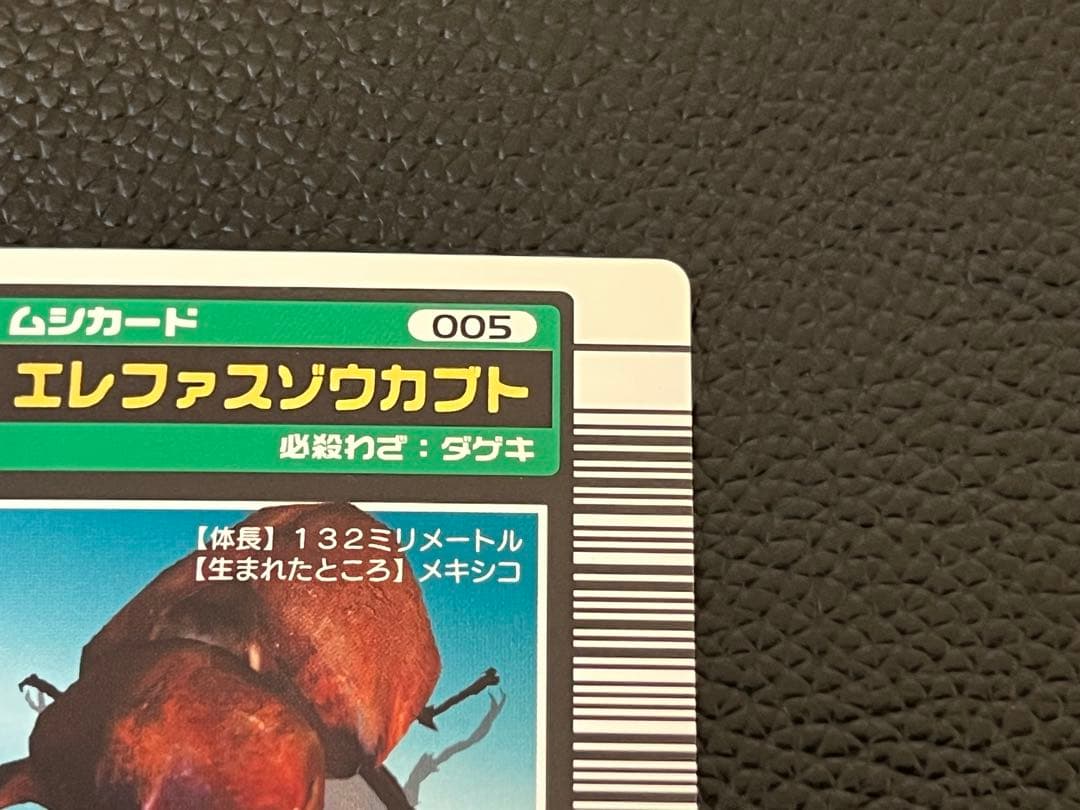 ムシカード 005
エレファスゾウカブト
必殺わざ：ダゲキ
【体長】１３２ミリメートル
【生まれたところ】メキシコ